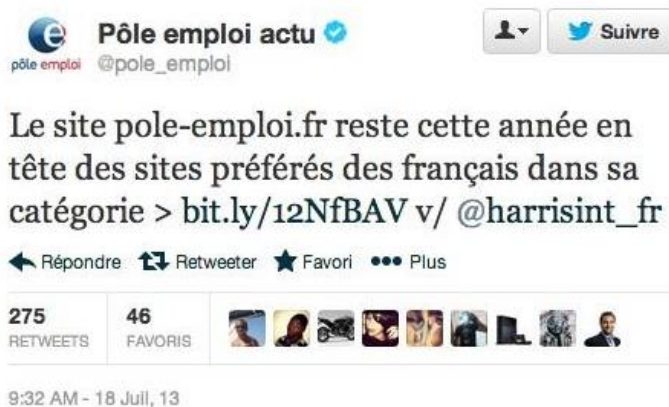 Pôle emploi actu
Suivre
pôle emploi @pole_emploi
Le site pole-emploi.fr reste cette année en
tête des sites préférés des français dans sa
catégorie > bit.ly/12NfBAV v/ @harrisint_fr
Répondre Retweeter Favori Plus
275 46
RETWEETS FAVORIS
9:32 AM - 18 Juil, 13